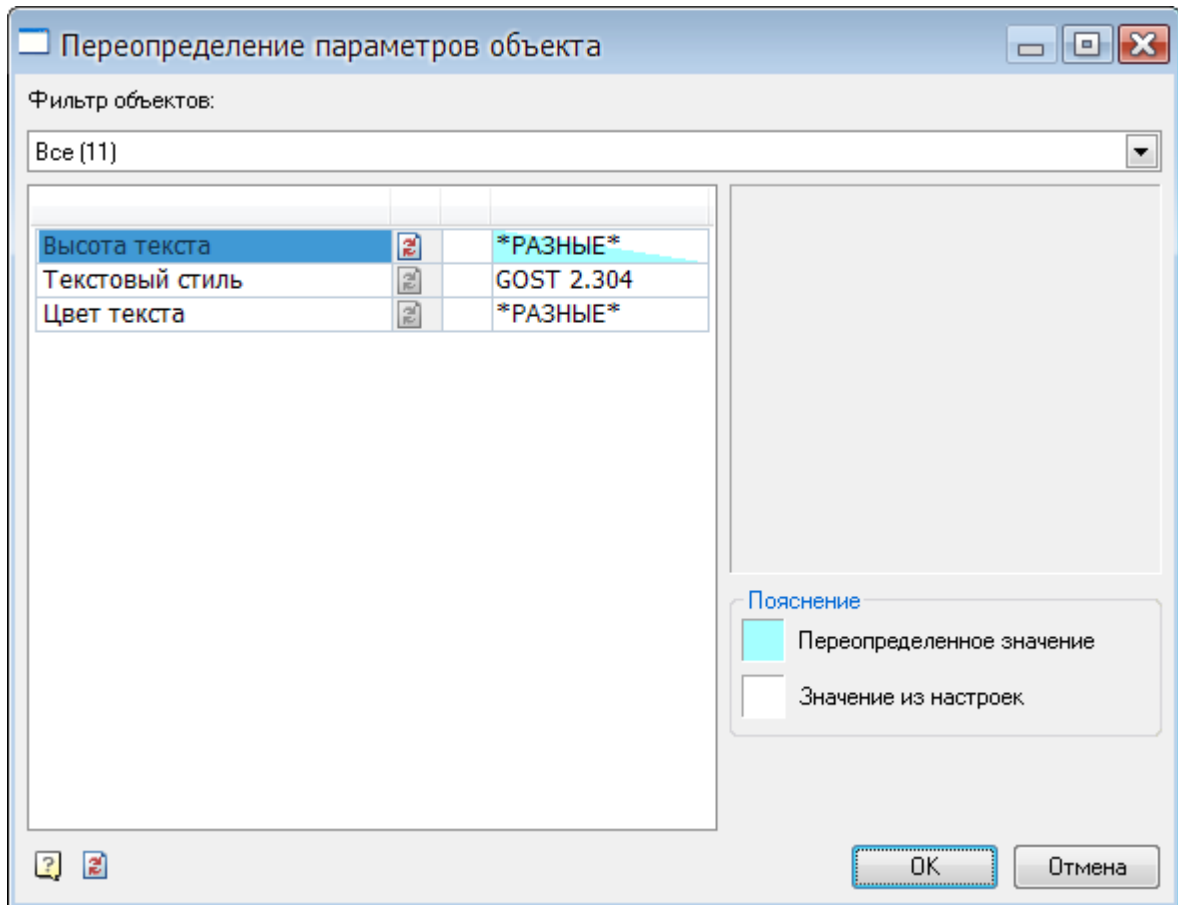 Переопределение параметров объекта
Фильтр объектов:
Все (11)
Высота текста *РАЗНЫЕ*
Текстовый стиль GOST 2.304
Цвет текста *РАЗНЫЕ*
Пояснение
Переопределенное значение
Значение из настроек
? OK Отмена